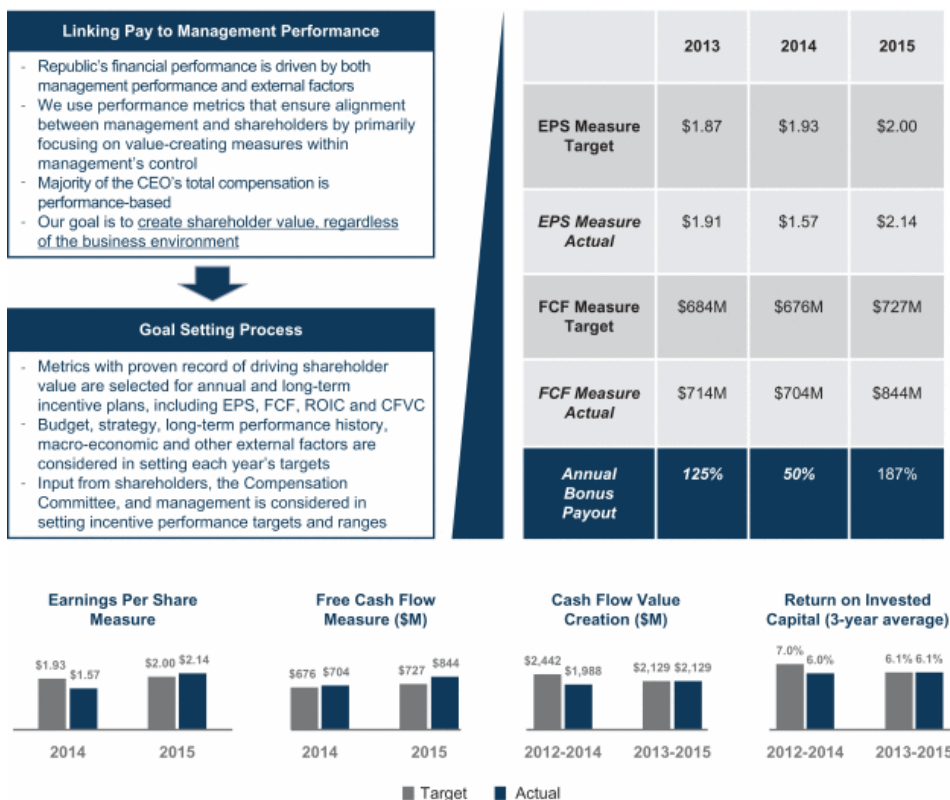 Linking Pay to Management Performance
- Republic's financial performance is driven by both
management performance and external factors
- We use performance metrics that ensure alignment
between management and shareholders by primarily
focusing on value-creating measures within
management's control
- Majority of the CEO's total compensation is
performance-based
- Our goal is to create shareholder value, regardless
of the business environment
Goal Setting Process
- Metrics with proven record of driving shareholder
value are selected for annual and long-term
incentive plans, including EPS, FCF, ROIC and CFVC
- Budget, strategy, long-term performance history,
macro-economic and other external factors are
considered in setting each year's targets
- Input from shareholders, the Compensation
Committee, and management is considered in
setting incentive performance targets and ranges
2013 2014 2015
EPS Measure
Target
$1.87 $1.93 $2.00
EPS Measure
Actual
$1.91 $1.57 $2.14
FCF Measure
Target
$684M $676M $727M
FCF Measure
Actual
$714M $704M $844M
Annual
Bonus
Payout
125% 50% 187%
Earnings Per Share
Measure
$1.93 $1.57 $2.00 $2.14
2014 2015
Free Cash Flow
Measure ($M)
$676 $704 $727 $844
2014 2015
Cash Flow Value
Creation ($M)
$2,442 $1,988 $2,129 $2,129
2012-2014 2013-2015
Return on Invested
Capital (3-year average)
7.0% 6.0% 6.1% 6.1%
2012-2014 2013-2015
Target Actual